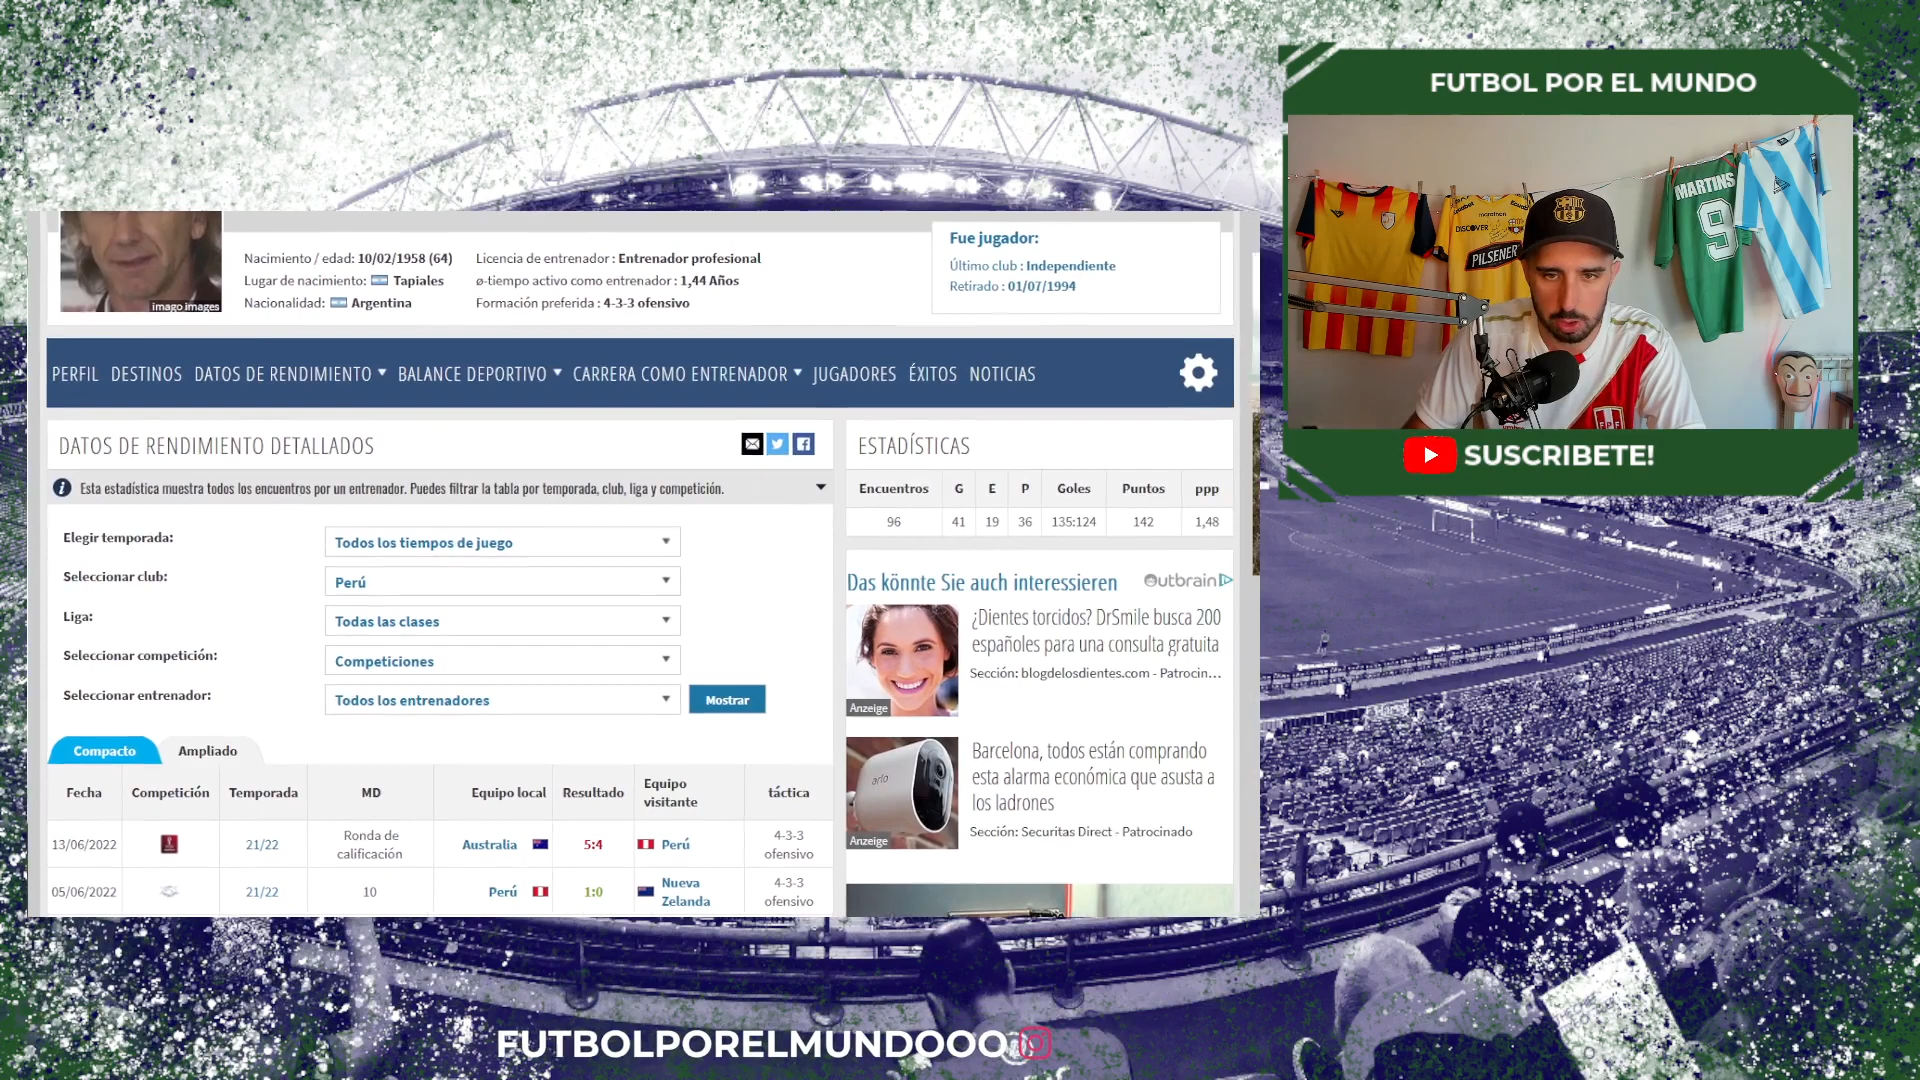 FUTBOL POR EL MUNDO
MARTINS
9
marathon
DISCOVER
PILSENER
SUSCRIBETE!
imago images
Nacimiento / edad: 10/02/1958 (64)
Lugar de nacimiento: Tapiales
Nacionalidad: Argentina
Licencia de entrenador : Entrenador profesional
ø-tiempo activo como entrenador : 1,44 Años
Formación preferida : 4-3-3 ofensivo
Fue jugador:
Último club : Independiente
Retirado : 01/07/1994
PERFIL DESTINOS DATOS DE RENDIMIENTO BALANCE DEPORTIVO CARRERA COMO ENTRENADOR JUGADORES ÉXITOS NOTICIAS
DATOS DE RENDIMIENTO DETALLADOS
Esta estadística muestra todos los encuentros por un entrenador. Puedes filtrar la tabla por temporada, club, liga y competición.
Elegir temporada: Todos los tiempos de juego
Seleccionar club: Perú
Liga: Todas las clases
Seleccionar competición: Competiciones
Seleccionar entrenador: Todos los entrenadores Mostrar
Compacto Ampliado
Fecha Competición Temporada MD Equipo local Resultado Equipo visitante táctica
13/06/2022 21/22 Ronda de calificación Australia 5:4 Perú 4-3-3 ofensivo
05/06/2022 21/22 10 Perú 1:0 Nueva Zelanda 4-3-3 ofensivo
ESTADÍSTICAS
Encuentros G E P Goles Puntos ppp
96 41 19 36 135:124 142 1,48
Das könnte Sie auch interessieren
Outbrain
¿Dientes torcidos? DrSmile busca 200
españoles para una consulta gratuita
Sección: blogdelosdientes.com - Patrocin…
Anzeige
arlo
Barcelona, todos están comprando
esta alarma económica que asusta a
los ladrones
Sección: Securitas Direct - Patrocinado
Anzeige
FUTBOLPORELMUNDOOO